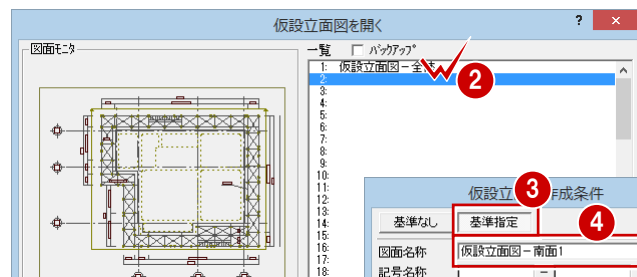 仮設立面図を開く
? ×
図面モニタ
一覧 バックアップ
1: 仮設立面図－全
2
2:
3:
4:
5:
6:
7:
8:
9:
10:
11:
12:
13:
14:
15:
16:
17:
18:
仮設立 3 作成条件
基準なし 基準指定 4
図面名称 仮設立面図－南面1
記号名称 -